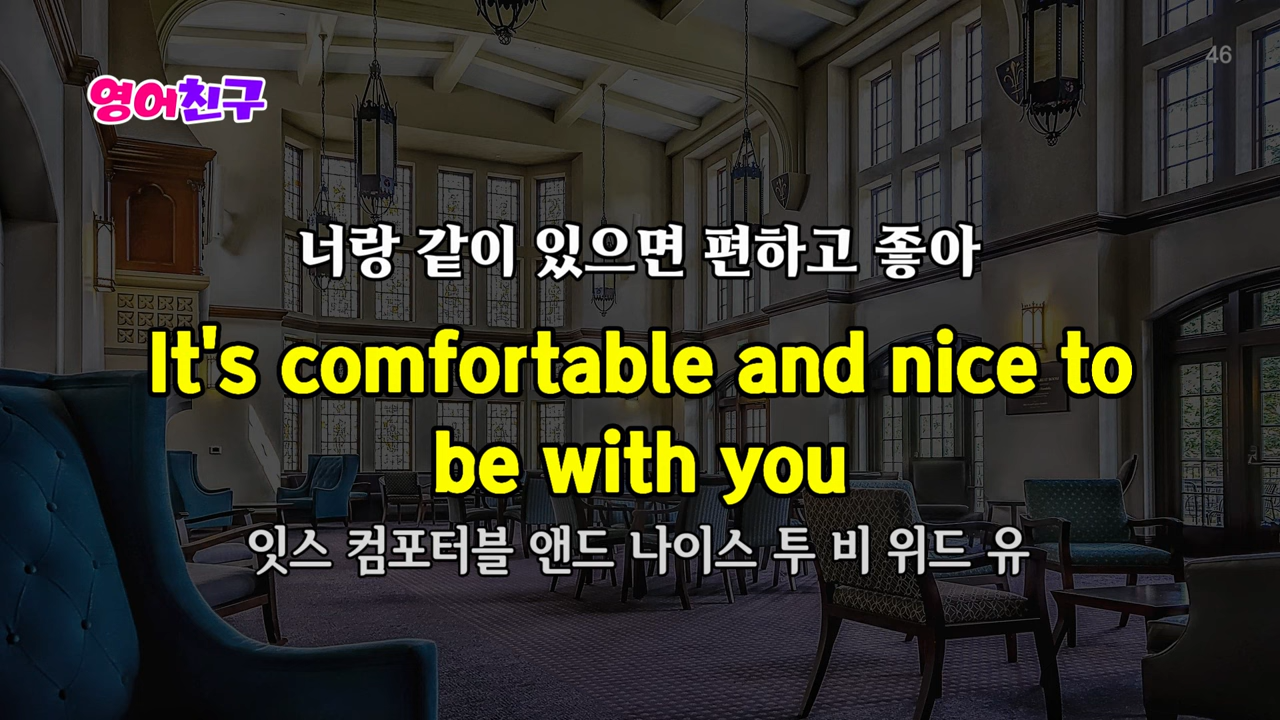 46
영어친구
너랑 같이 있으면 편하고 좋아
It's comfortable and nice to
be with you
잇스 컴포터블 앤드 나이스 투 비 위드 유